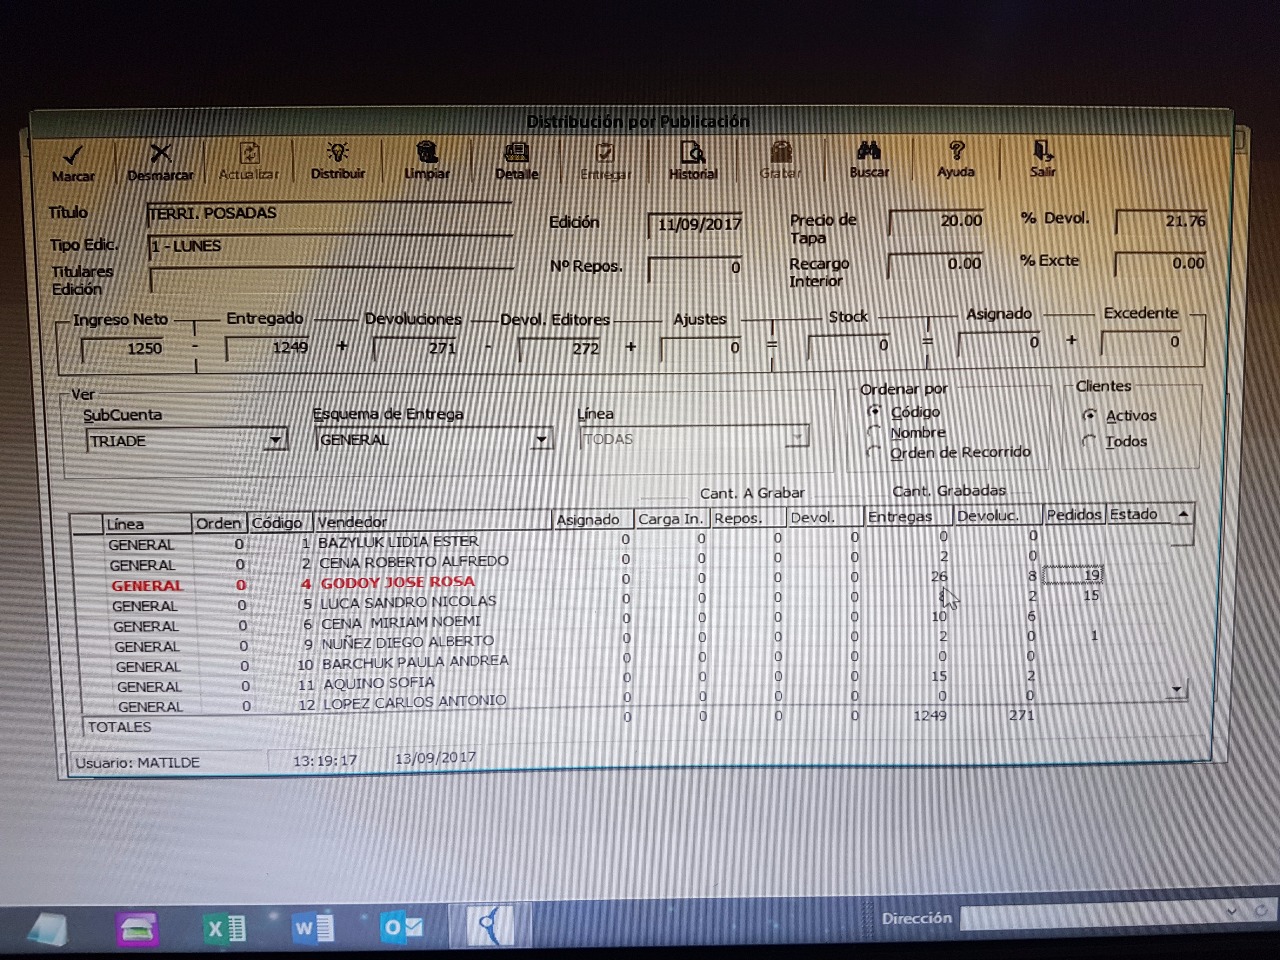 Distribución por Publicación
Marcar Desmarcar Actualizar Distribuir Limpiar Detalle Entregar Historial Grabar Buscar Ayuda Salir
Título TERRI. POSADAS Edición 11/09/2017 Precio de Tapa 20.00 % Devol. 21.76
Tipo Edic. 1 - LUNES
Titulares Edición Nº Repos. 0 Recargo Interior 0.00 % Excte 0.00
Ingreso Neto Entregado Devoluciones Devol. Editores Ajustes Stock Asignado Excedente
1250 - 1249 + 271 - 272 + 0 = 0 = 0 + 0
Ver Ordenar por Clientes
SubCuenta Esquema de Entrega Línea Código Activos
TRIADE GENERAL TODAS Nombre Todos
Orden de Recorrido
Cant. A Grabar Cant. Grabadas
Línea Orden Código Vendedor Asignado Carga In. Repos. Devol. Entregas Devoluc. Pedidos Estado
GENERAL 0 1 BAZYLUK LIDIA ESTER 0 0 0 0 0 0
GENERAL 0 2 CENA ROBERTO ALFREDO 0 0 0 0 2 0
GENERAL 0 4 GODOY JOSE ROSA 0 0 0 0 26 8 19
GENERAL 0 5 LUCA SANDRO NICOLAS 0 0 0 0 2 15
GENERAL 0 6 CENA MIRIAM NOEMI 0 0 0 0 10 6
GENERAL 0 9 NUÑEZ DIEGO ALBERTO 0 0 0 0 2 0 1
GENERAL 0 10 BARCHUK PAULA ANDREA 0 0 0 0 0 0
GENERAL 0 11 AQUINO SOFIA 0 0 0 0 15 2
GENERAL 0 12 LOPEZ CARLOS ANTONIO 0 0 0 0 0 0
TOTALES 0 0 0 0 1249 271
Usuario: MATILDE 13:19:17 13/09/2017
Dirección